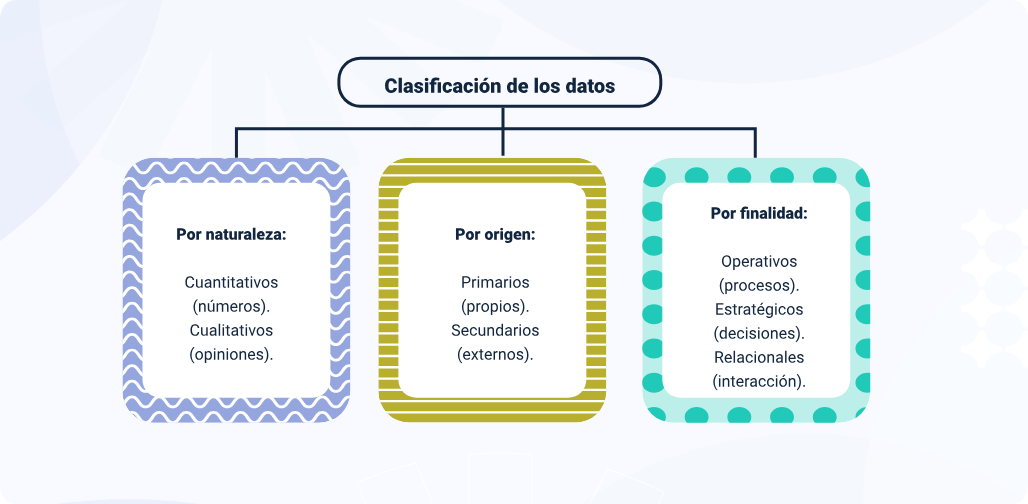 Clasificación de los datos
Por naturaleza:
Cuantitativos
(números).
Cualitativos
(opiniones).
Por origen:
Primarios
(propios).
Secundarios
(externos).
Por finalidad:
Operativos
(procesos).
Estratégicos
(decisiones).
Relacionales
(interacción).